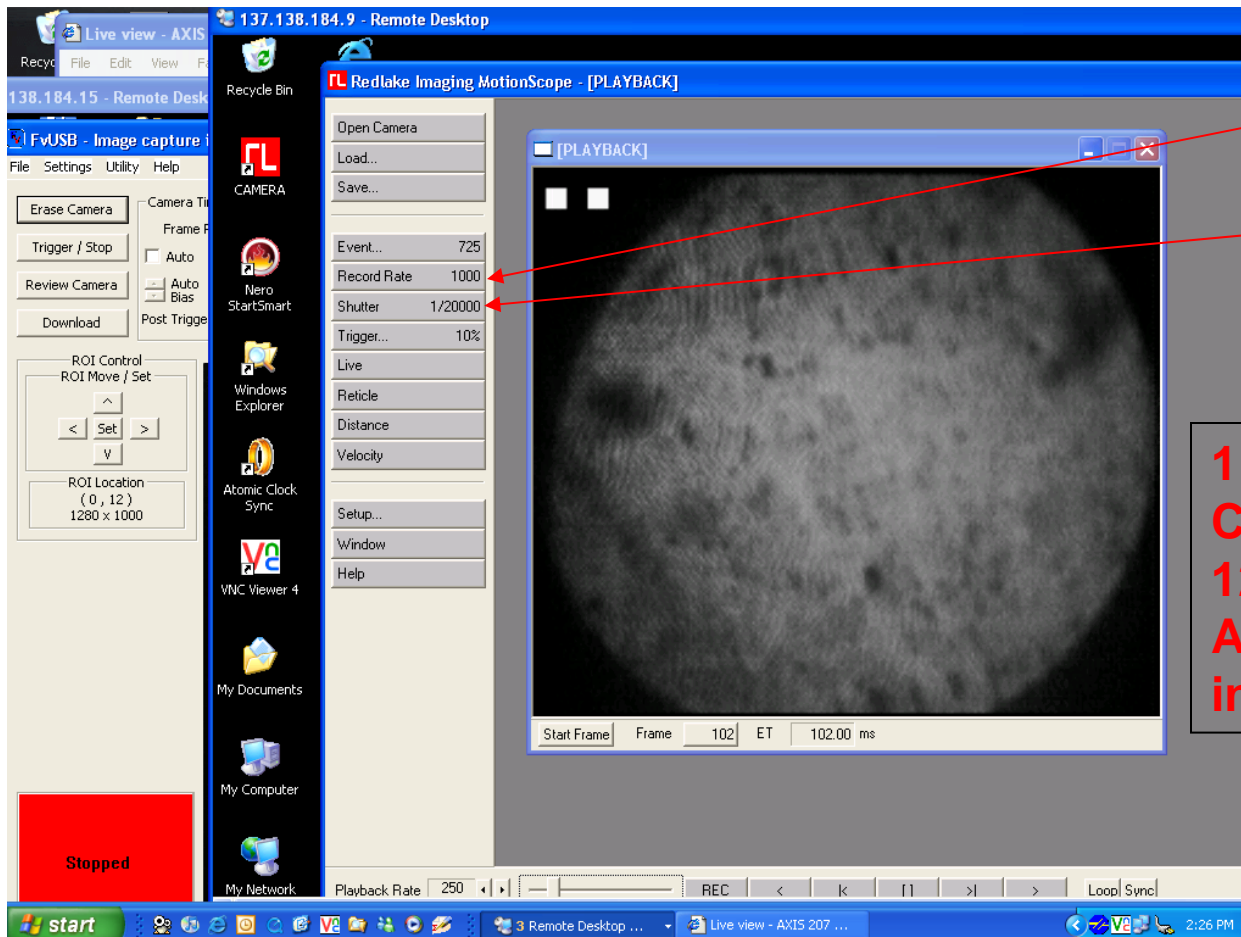 Live view - AXIS
File Edit View
138.184.15 - Remote Desk
FvUSB - Image capture
File Settings Utility Help
Erase Camera
Trigger / Stop
Review Camera
Download
Auto
Auto
Bias
ROI Control
ROI Move / Set
^
< Set >
V
ROI Location
( 0 , 12 )
1280 x 1000
Stopped
137.138.184.9 - Remote Desktop
Recycle Bin
CAMERA
Nero
StartSmart
Windows
Explorer
Atomic Clock
Sync
VNC Viewer 4
My Documents
My Computer
My Network
Redlake Imaging MotionScope - [PLAYBACK]
Open Camera
Load...
Save...
Event... 725
Record Rate 1000
Shutter 1/20000
Trigger... 10%
Live
Reticle
Distance
Velocity
Setup...
Window
Help
[PLAYBACK]
Start Frame Frame 102 ET 102.00 ms
Playback Rate 250 REC < |< [] >| > Loop Sync
start 3 Remote Desktop ... Live view - AXIS 207 ... 2:26 PM